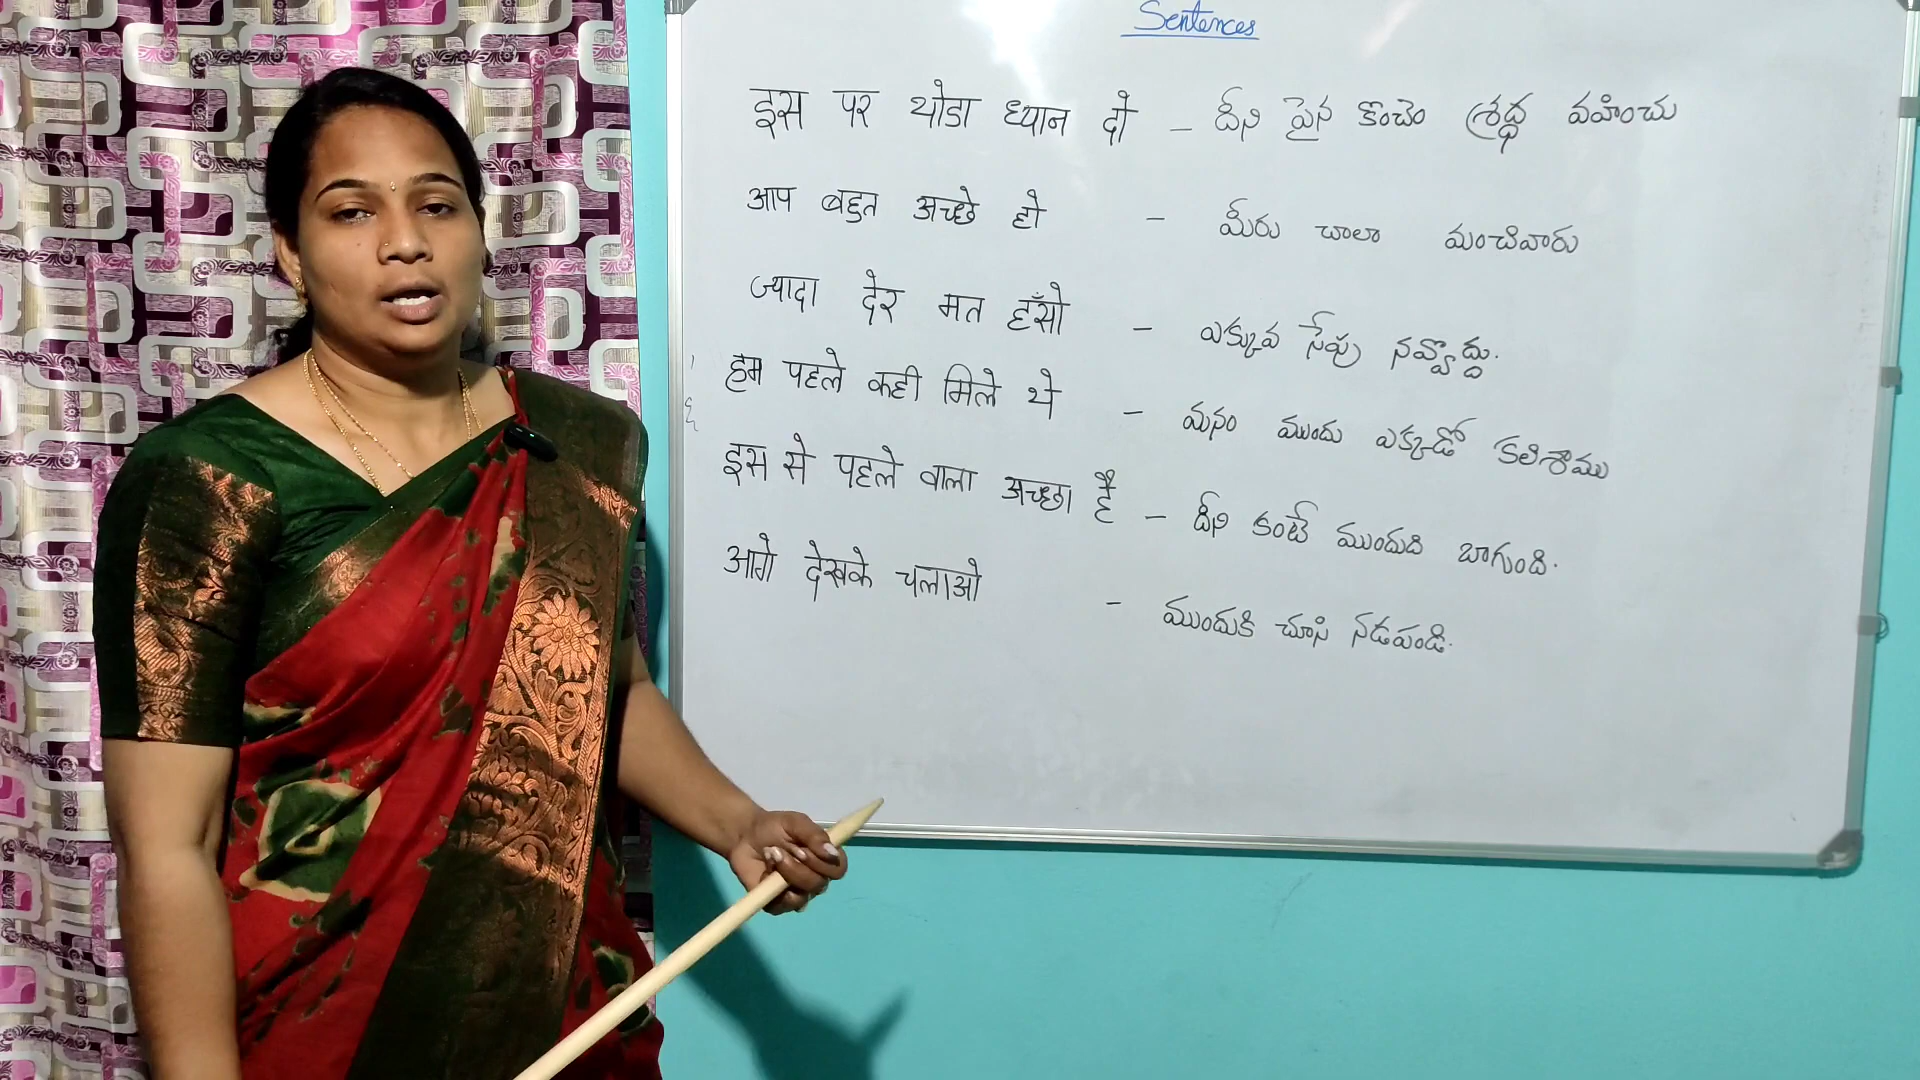 Sentences
इस पर थोडा ध्यान दो - దీని పైన కొంచెం శ్రద్ధ వహించు
आप बहुत अच्छे हो - మీరు చాలా మంచివారు
ज्यादा देर मत हँसो - ఎక్కువ సేపు నవ్వొద్దు.
हम पहले कही मिले थे - మనం ముందు ఎక్కడో కలిశాము
इस से पहले वाला अच्छा है - దీని కంటే ముందుది బాగుంది.
आगे देखके चलाओ - ముందుకి చూసి నడపండి.